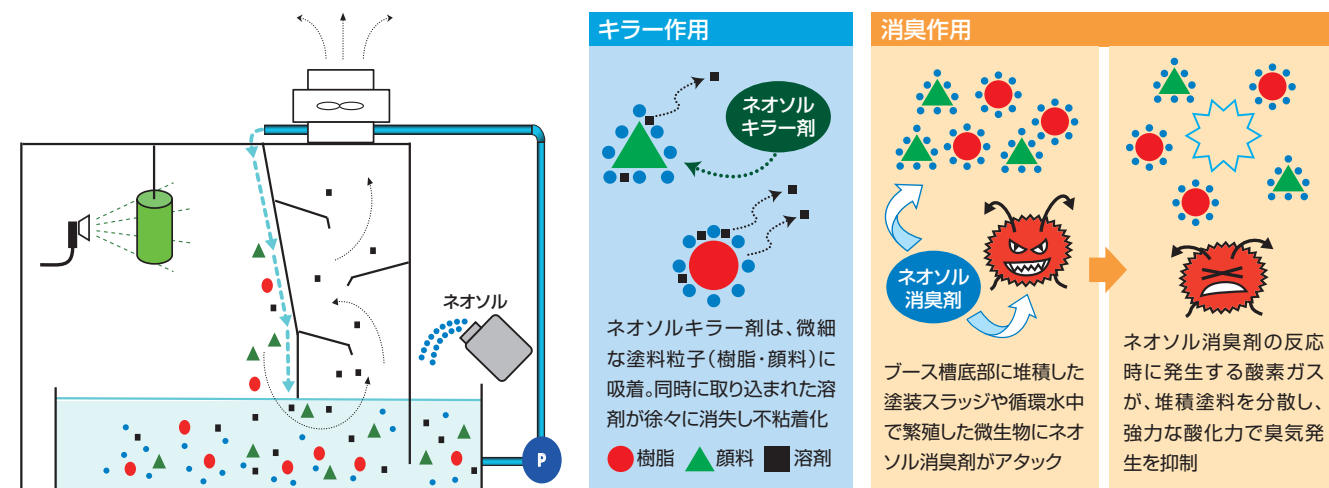 ネオソル
P
キラー作用
ネオソル
キラー剤
ネオソルキラー剤は、微細
な塗料粒子(樹脂・顔料)に
吸着。同時に取り込まれた溶
剤が徐々に消失し不粘着化
樹脂 顔料 溶剤
消臭作用
ネオソル
消臭剤
ブース槽底部に堆積した
塗装スラッジや循環水中
で繁殖した微生物にネオ
ソル消臭剤がアタック
ネオソル消臭剤の反応
時に発生する酸素ガス
が、堆積塗料を分散し、
強力な酸化力で臭気発
生を抑制